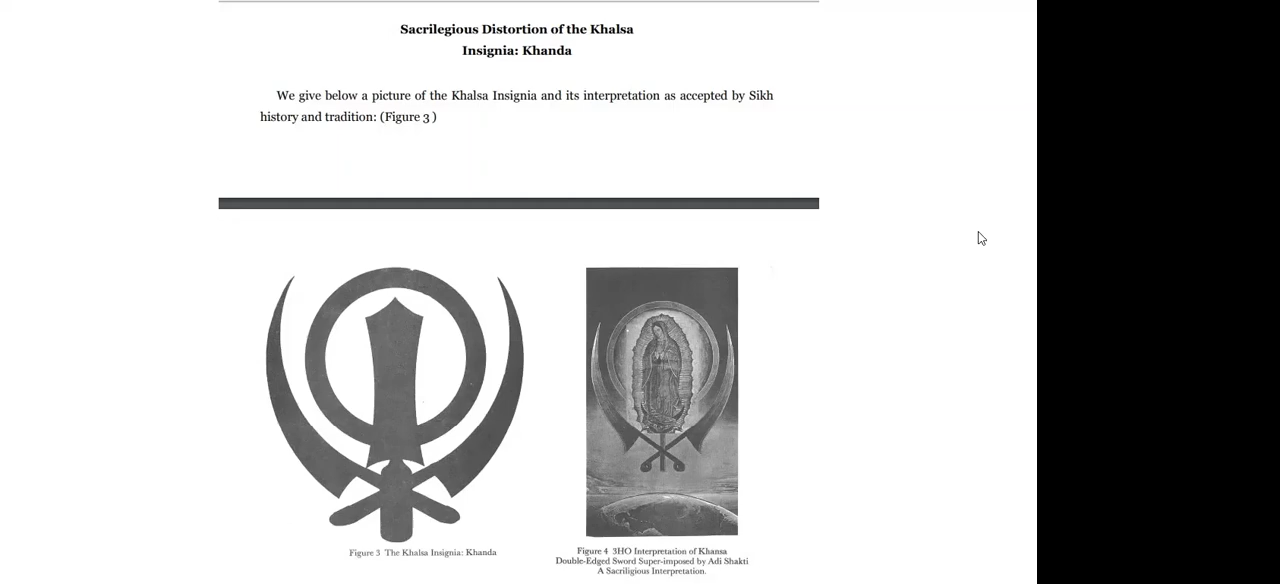 Sacrilegious Distortion of the Khalsa
Insignia: Khanda
We give below a picture of the Khalsa Insignia and its interpretation as accepted by Sikh
history and tradition: (Figure 3 )
Figure 3 The Khalsa Insignia: Khanda
Figure 4 3HO Interpretation of Khansa
Double-Edged Sword Super-imposed by Adi Shakti
A Sacriligious Interpretation.